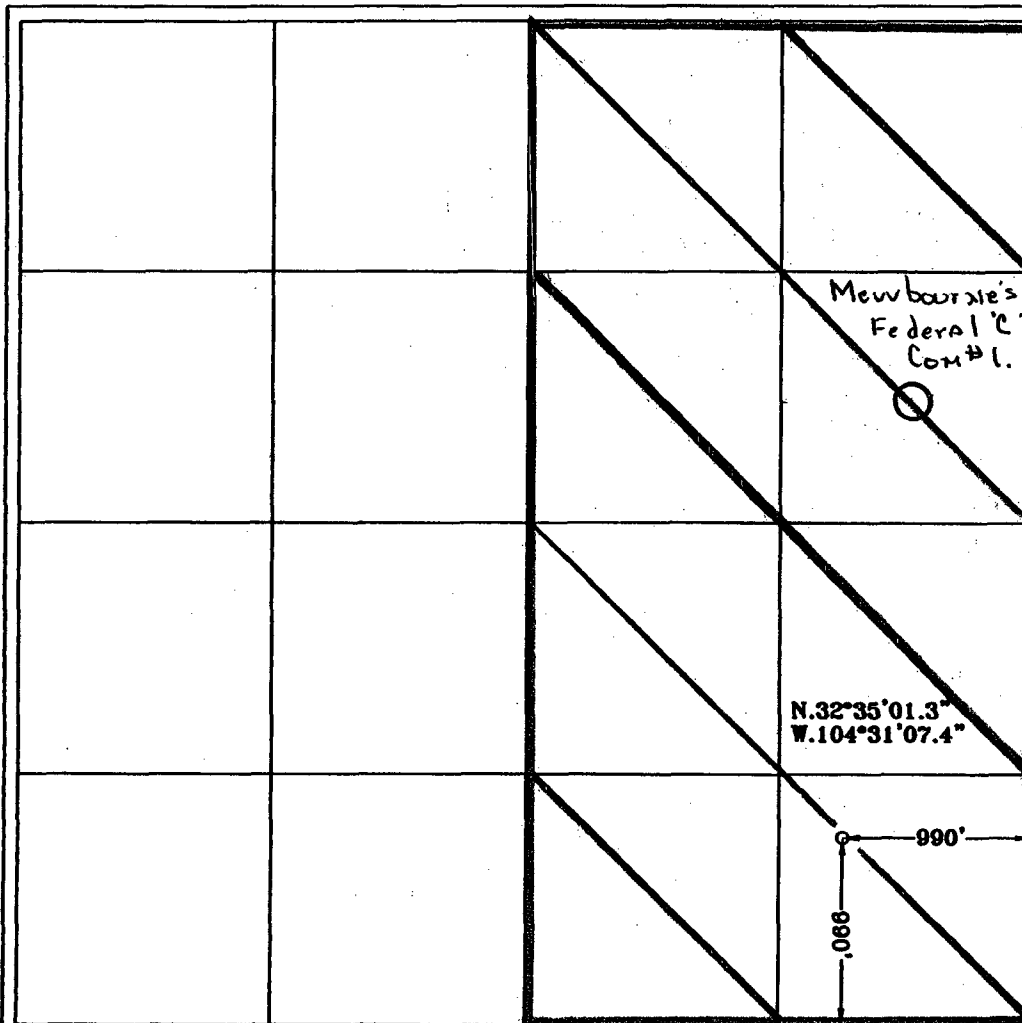 Mewbourne's
Federal "C"
Com #1.
N.32°35'01.3"
W.104°31'07.4"
990'
990'